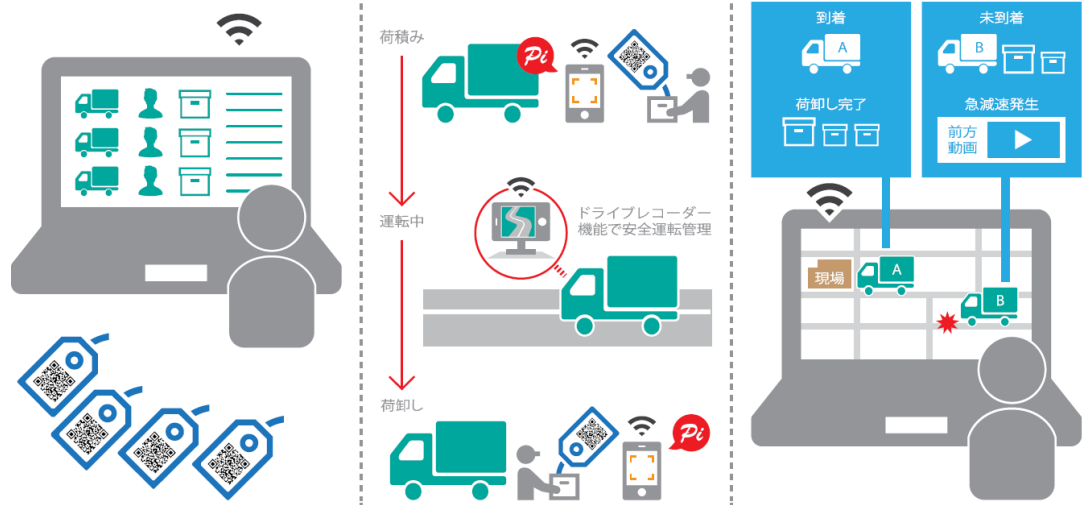 荷積み
Pi
運転中
ドライブレコーダー
機能で安全運転管理
荷卸し
Pi
到着
A
荷卸し完了
未到着
B
急減速発生
前方
動画
現場
A
B